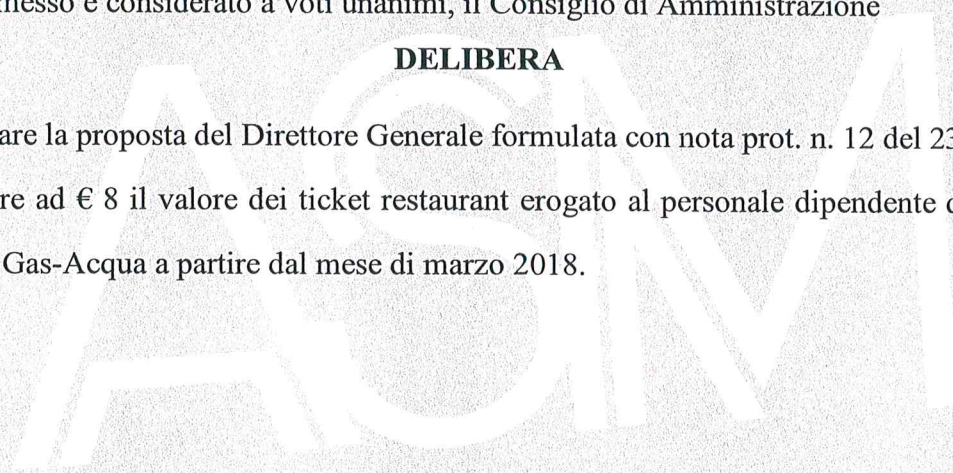 messo e considerato a voti unanimi, il Consiglio di Amministrazione
DELIBERA
are la proposta del Direttore Generale formulata con nota prot. n. 12 del 23
re ad € 8 il valore dei ticket restaurant erogato al personale dipendente
Gas-Acqua a partire dal mese di marzo 2018.
ASM